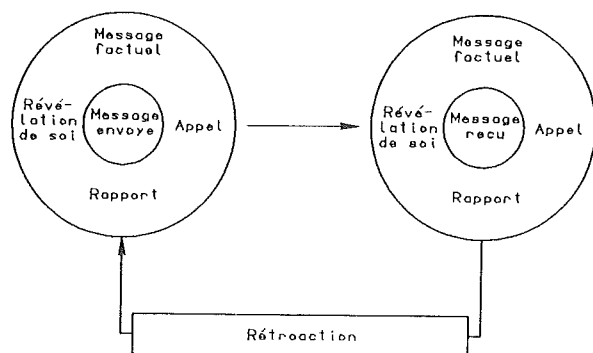 Message
factuel
Révé-
lation
de soi
Message
envoye
Appel
Rapport
Message
factuel
Révé-
lation
de soi
Message
recu
Appel
Rapport
Rétroaction